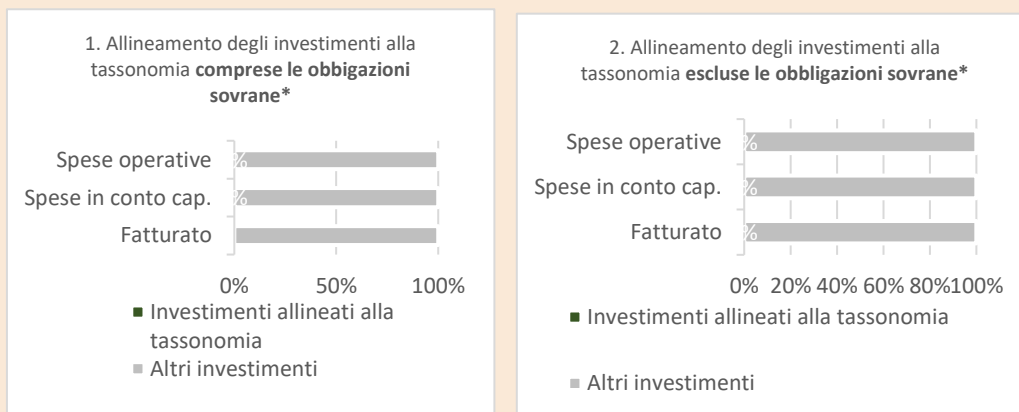 1. Allineamento degli investimenti alla
tassonomia comprese le obbigazioni
sovrane*
Spese operative
%
Spese in conto cap.
%
Fatturato
0% 50% 100%
Investimenti allineati alla
tassonomia
Altri investimenti
2. Allineamento degli investimenti alla
tassonomia escluse le obbligazioni sovrane*
Spese operative
%
Spese in conto cap.
%
Fatturato
%
0% 20% 40% 60% 80%100%
Investimenti allineati alla tassonomia
Altri investimenti